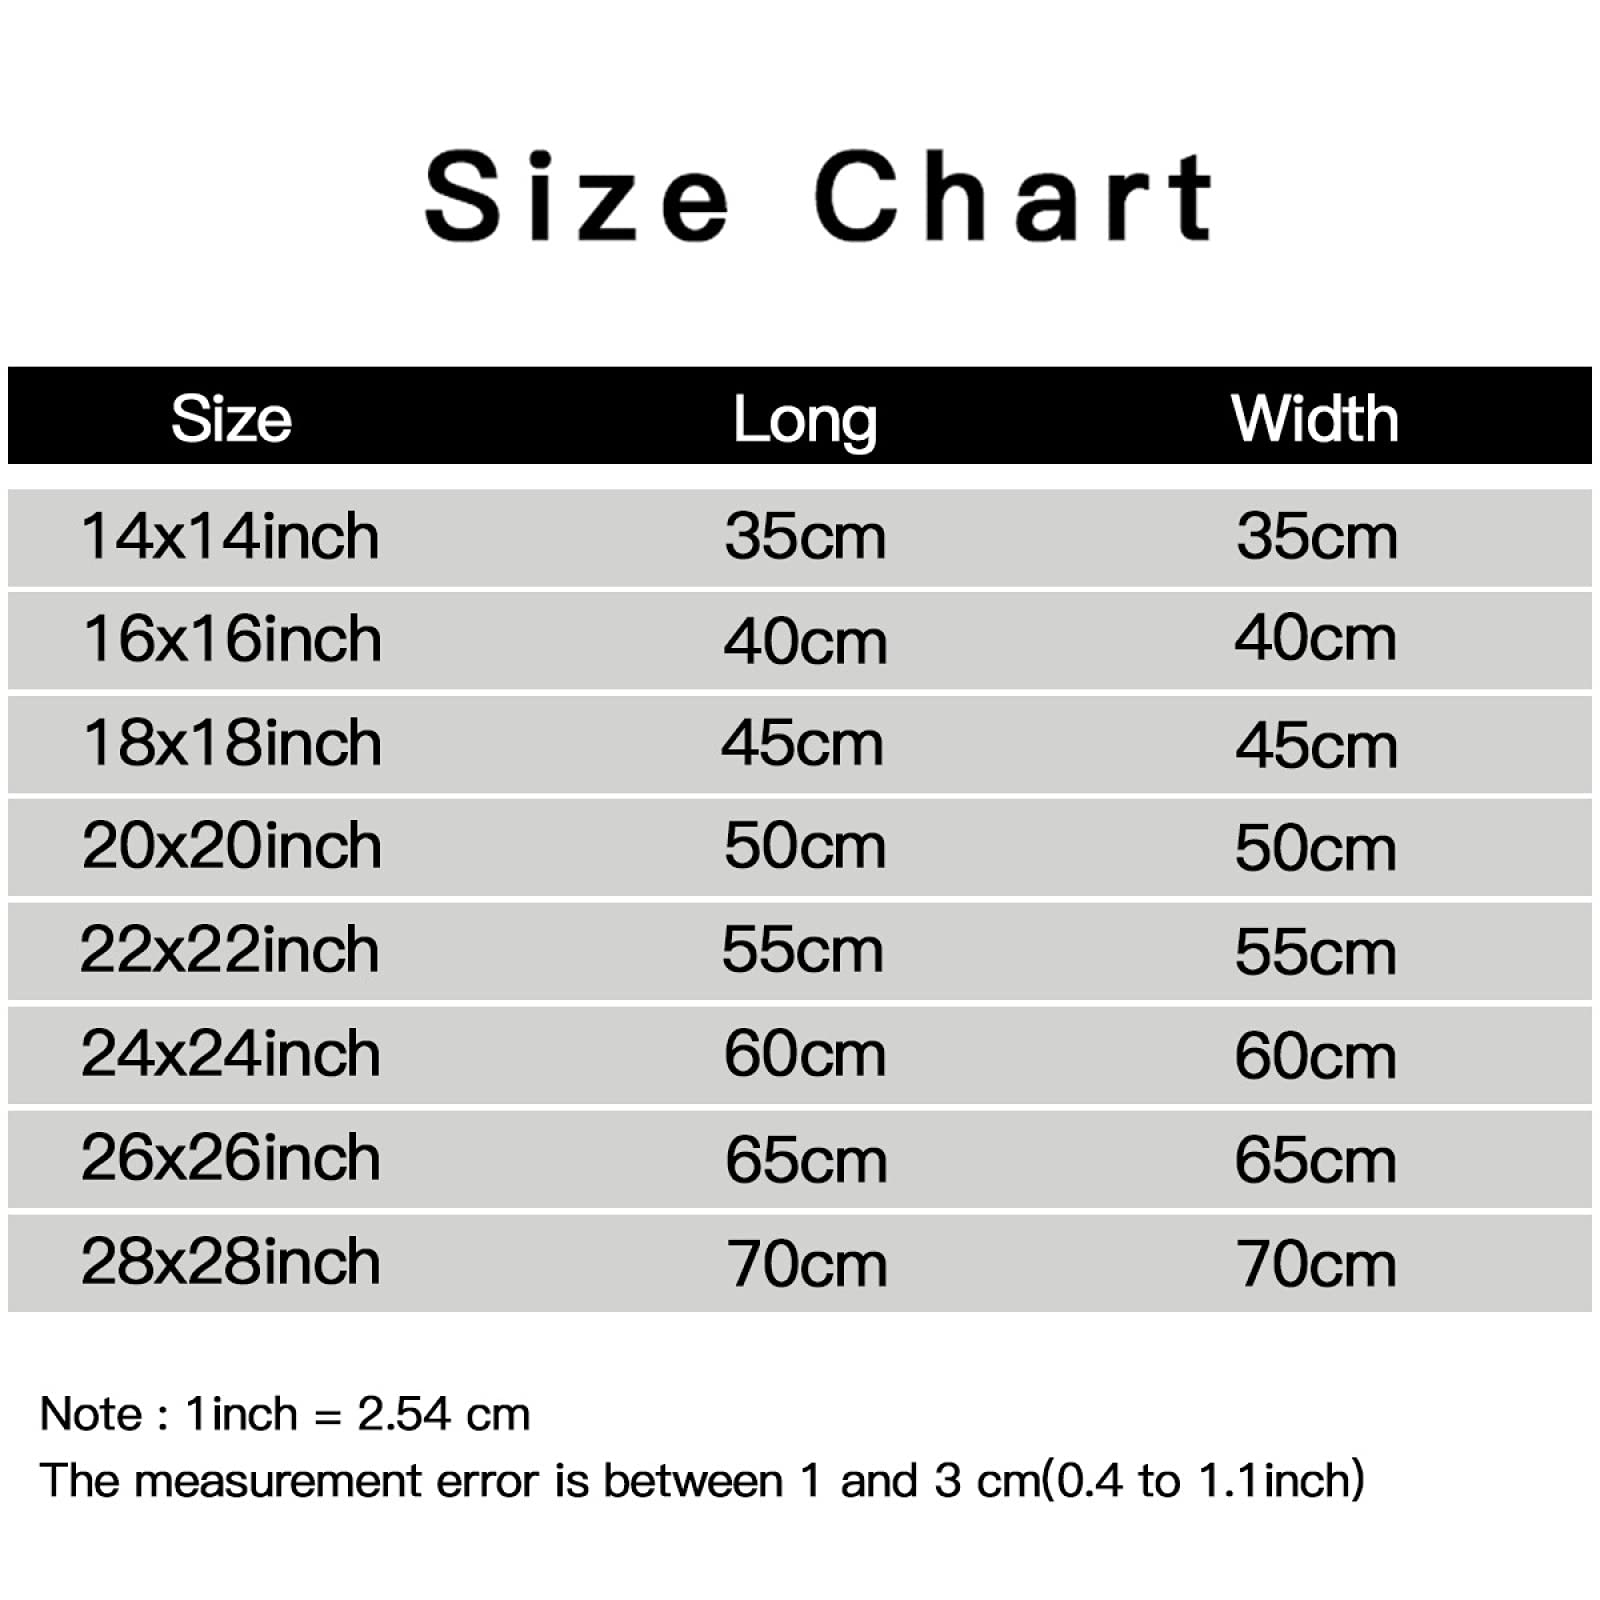 Size Chart
Size Long Width
14x14inch 35cm 35cm
16x16inch 40cm 40cm
18x18inch 45cm 45cm
20x20inch 50cm 50cm
22x22inch 55cm 55cm
24x24inch 60cm 60cm
26x26inch 65cm 65cm
28x28inch 70cm 70cm
Note : 1inch = 2.54 cm
The measurement error is between 1 and 3 cm(0.4 to 1.1inch)